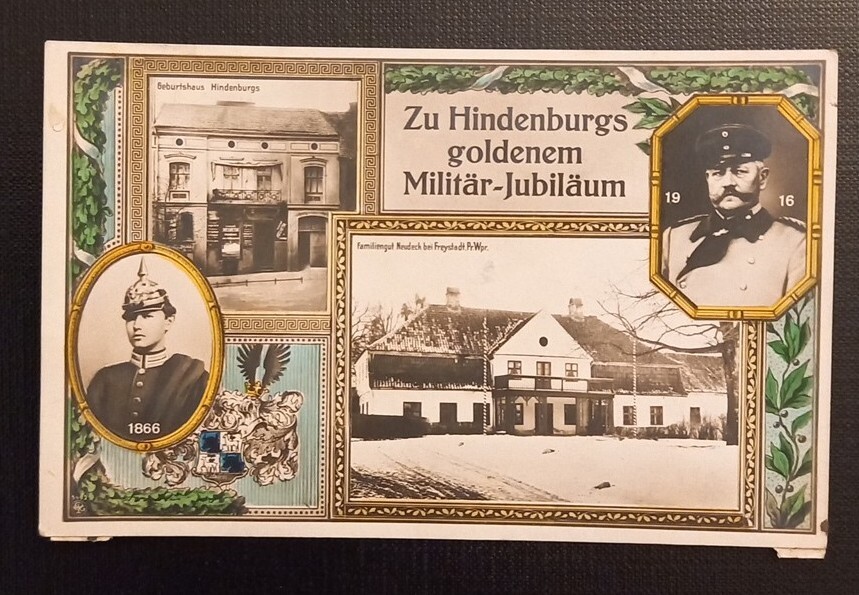 Geburtshaus Hindenburgs
Zu Hindenburgs
goldenem
Militär-Jubiläum
19 16
Familiengut Neudeck bei Freystadt. Pr. Wpr.
1866